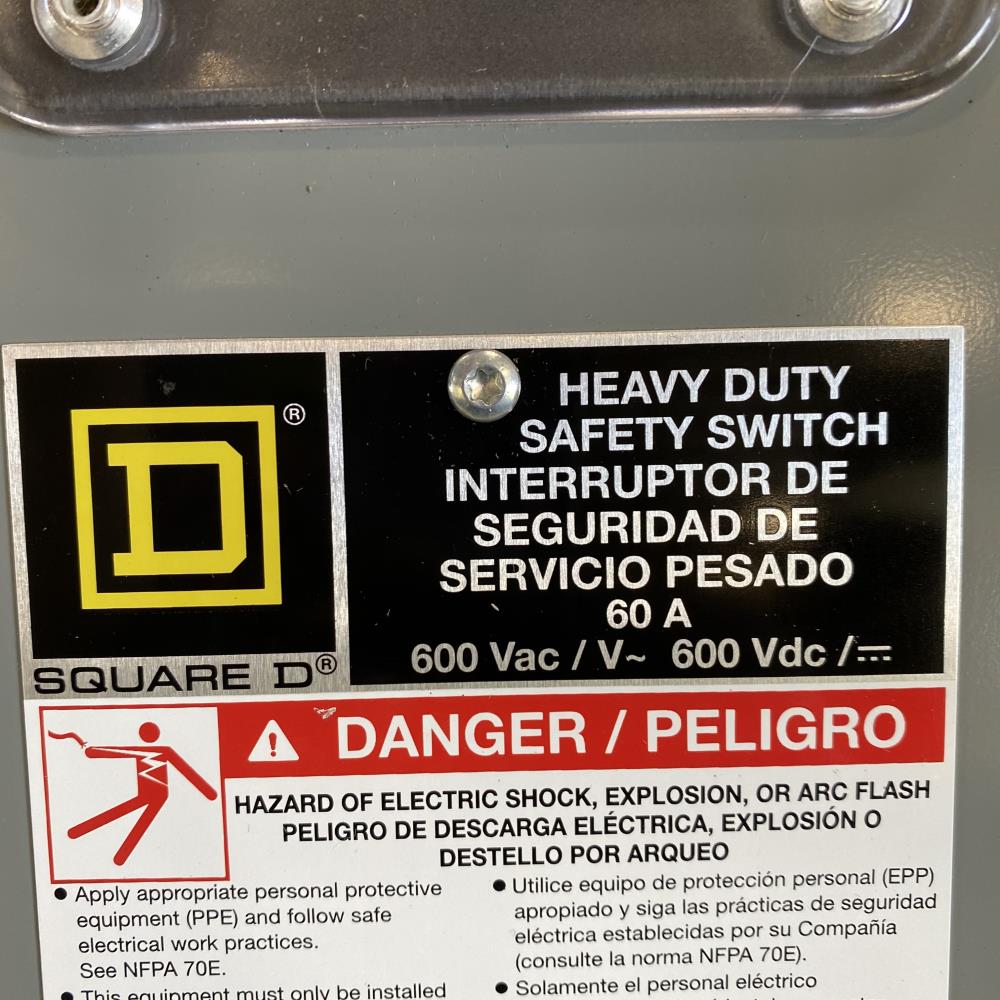 D®
SQUARE D®
HEAVY DUTY
SAFETY SWITCH
INTERRUPTOR DE
SEGURIDAD DE
SERVICIO PESADO
60 A
600 Vac / V~ 600 Vdc / ⎓
DANGER / PELIGRO
HAZARD OF ELECTRIC SHOCK, EXPLOSION, OR ARC FLASH
PELIGRO DE DESCARGA ELÉCTRICA, EXPLOSIÓN O
DESTELLO POR ARQUEO
● Apply appropriate personal protective
equipment (PPE) and follow safe
electrical work practices.
See NFPA 70E.
● This equipment must only be installed
● Utilice equipo de protección personal (EPP)
apropiado y siga las prácticas de seguridad
eléctrica establecidas por su Compañía
(consulte la norma NFPA 70E).
● Solamente el personal eléctrico